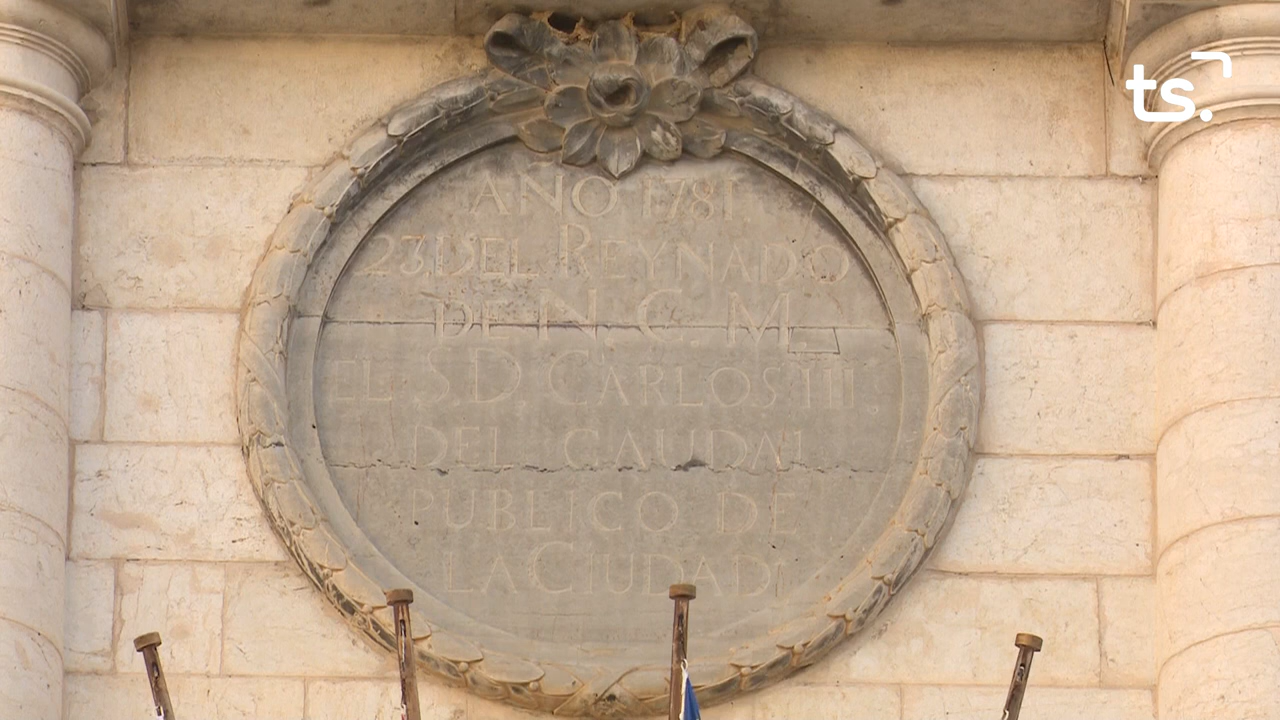 AÑO 1781
23 DEL REYNADO
DE N. C. M.
EL S. D. CARLOS III.
DEL CAUDAL
PUBLICO DE
LA CIUDAD
ts.